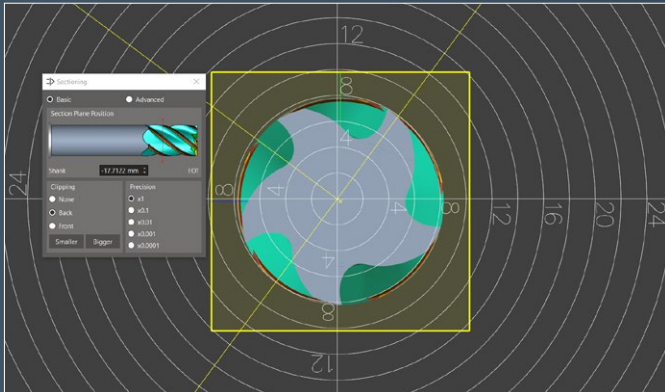 Sectioning
Basic
Advanced
Section Plane Position
Shank
-17.7122 mm
Clipping
Precision
None
Back
Front
Smaller
Bigger
x1
x0.1
x0.01
x0.001
x0.0001
12
8
4
24
8
4
4
8
12
16
20
4
8
12